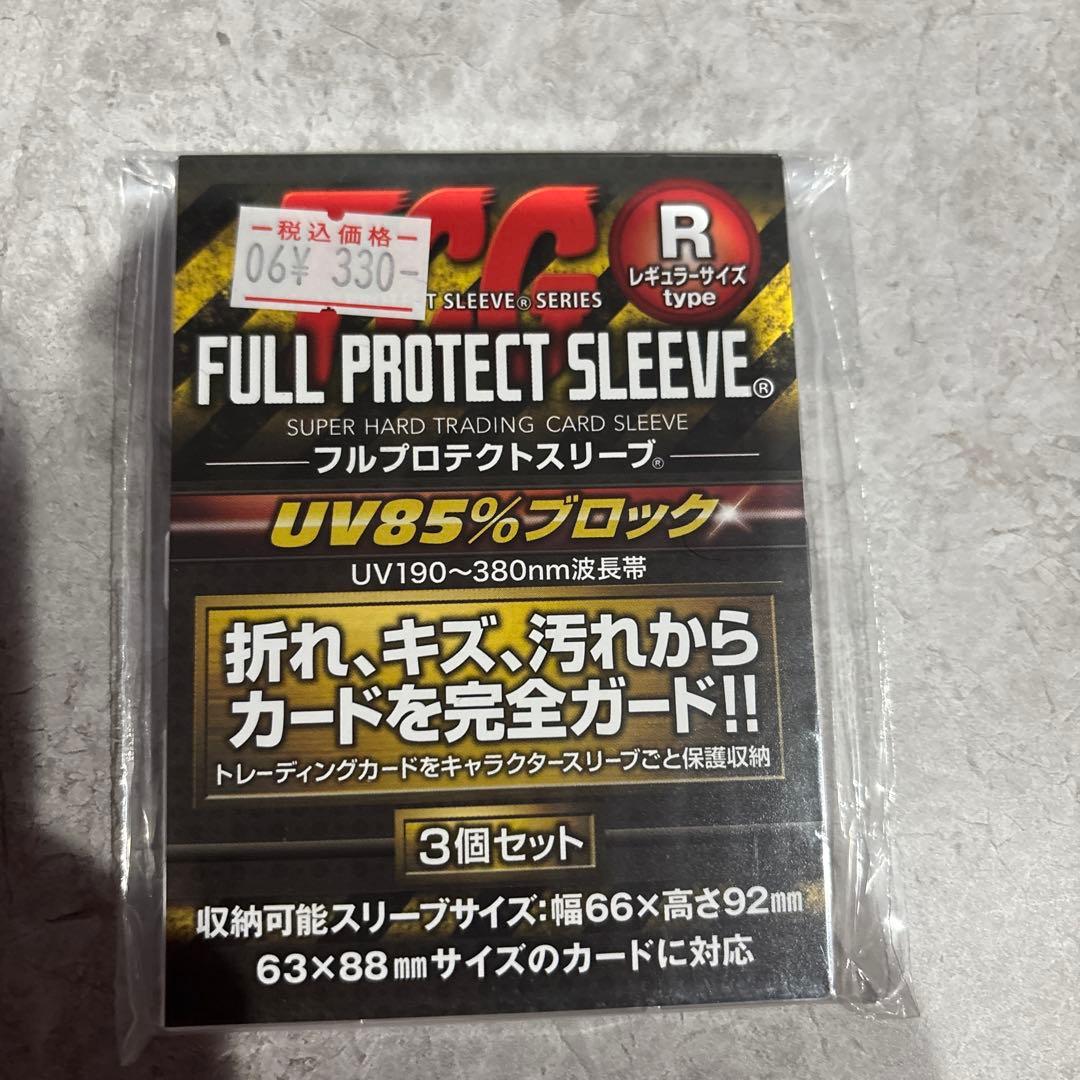 TCG
ー税込価格ー
06¥ 330-
T SLEEVE® SERIES
R
レギュラーサイズ
type
FULL PROTECT SLEEVE®
SUPER HARD TRADING CARD SLEEVE
フルプロテクトスリーブ®
UV85%ブロック
UV190〜380nm波長帯
折れ、キズ、汚れから
カードを完全ガード!!
トレーディングカードをキャラクタースリーブごと保護収納
3個セット
収納可能スリーブサイズ:幅66×高さ92mm
63×88mmサイズのカードに対応